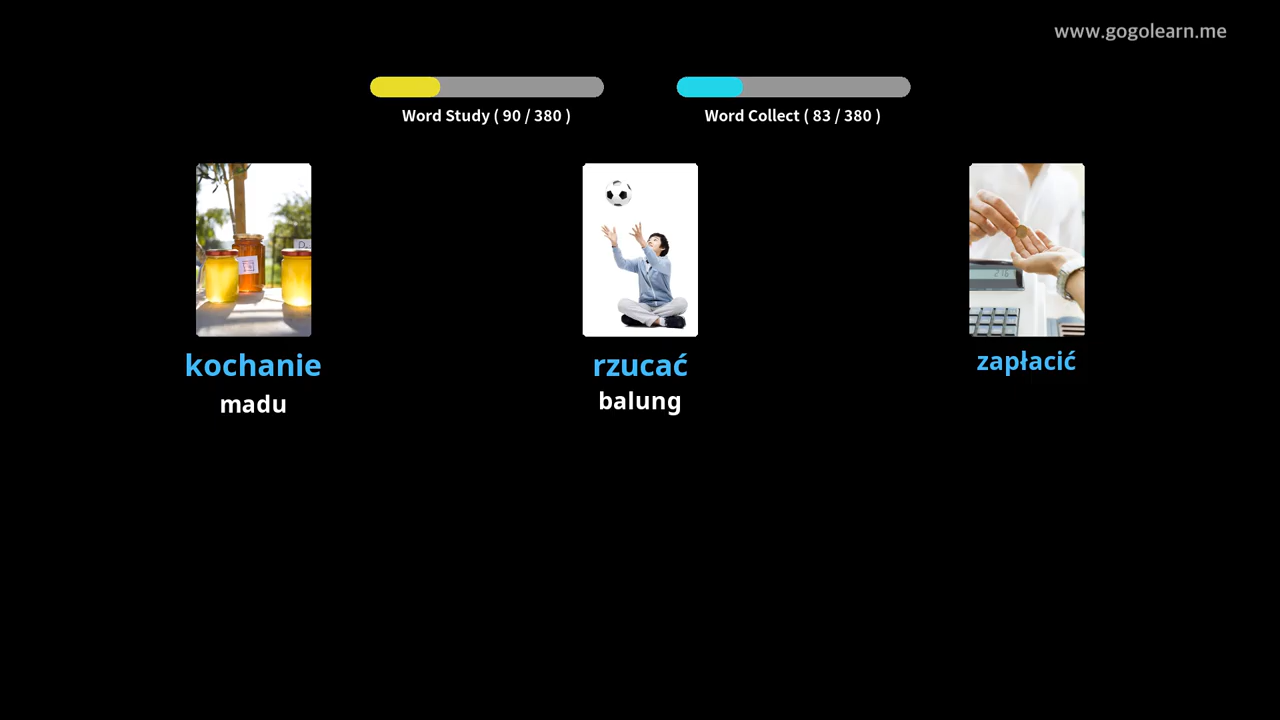 www.gogolearn.me
Word Study ( 90 / 380 )
Word Collect ( 83 / 380 )
kochanie
madu
rzucać
balung
zapłacić